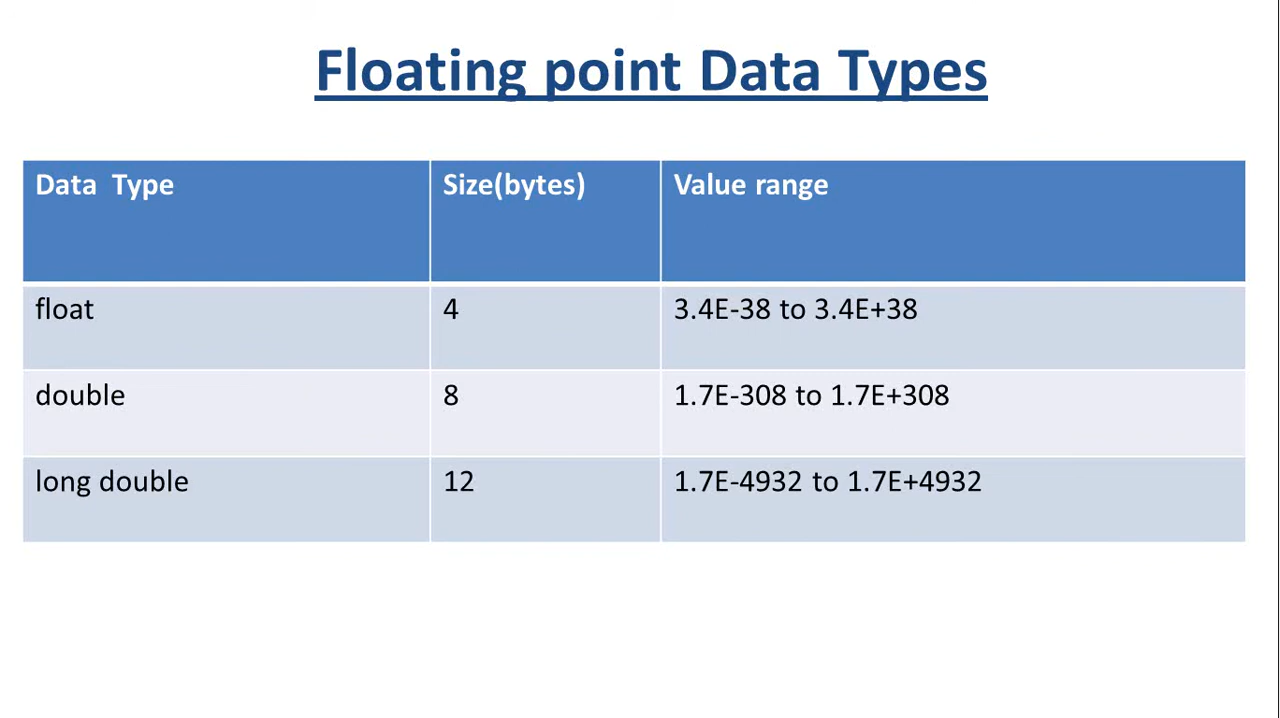 Floating point Data Types
Data Type Size(bytes) Value range
float 4 3.4E-38 to 3.4E+38
double 8 1.7E-308 to 1.7E+308
long double 12 1.7E-4932 to 1.7E+4932